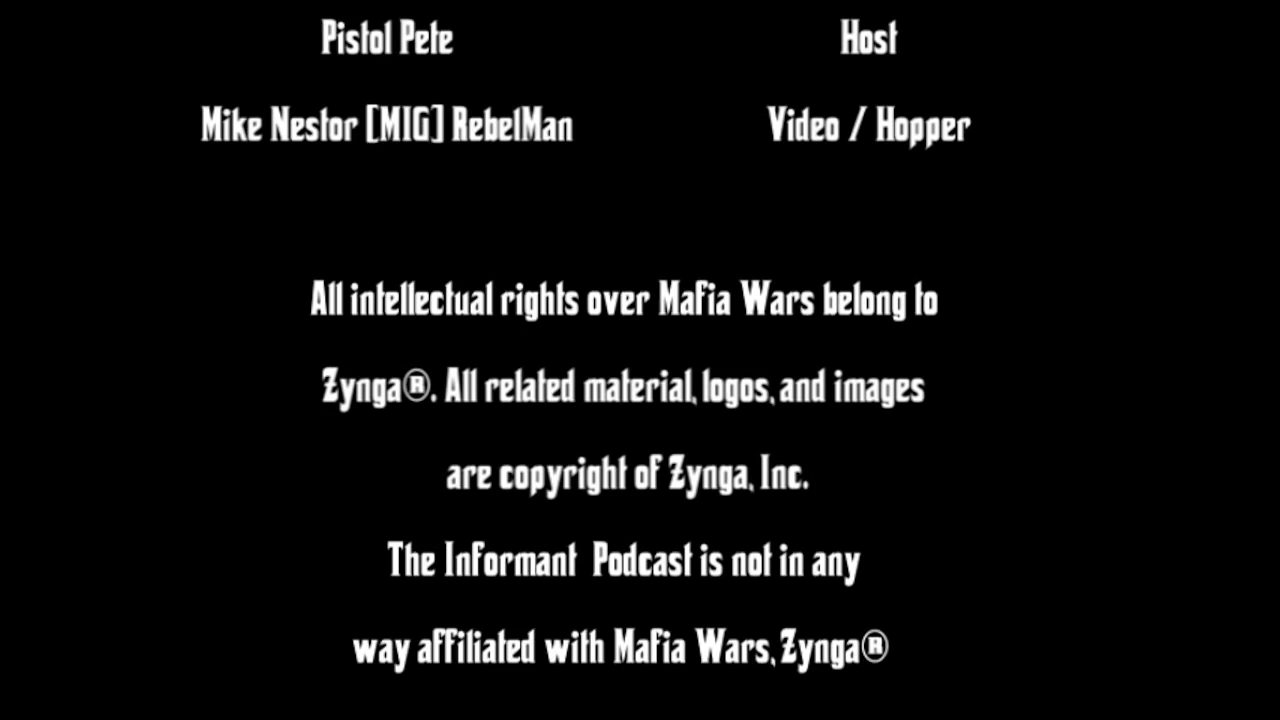 Pistol Pete Host
Mike Nestor [MIG] RebelMan Video / Hopper
All intellectual rights over Mafia Wars belong to
Zynga®. All related material, logos, and images
are copyright of Zynga, Inc.
The Informant Podcast is not in any
way affiliated with Mafia Wars, Zynga®